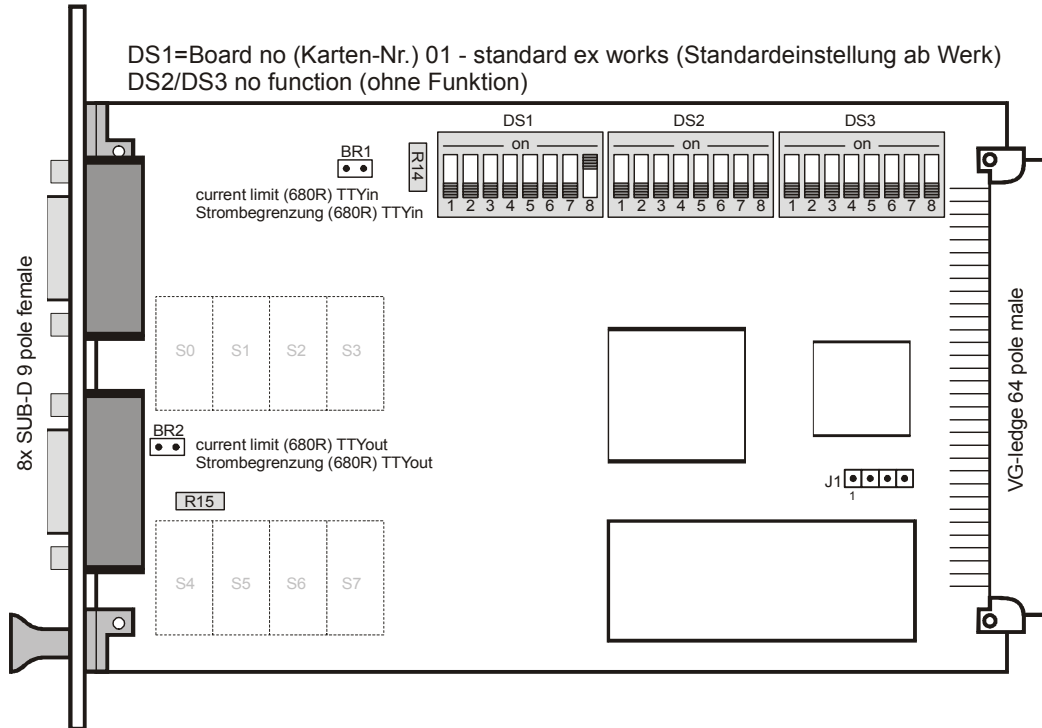 DS1=Board no (Karten-Nr.) 01 - standard ex works (Standardeinstellung ab Werk)
DS2/DS3 no function (ohne Funktion)
DS1
DS2
DS3
on
on
on
1 2 3 4 5 6 7 8
1 2 3 4 5 6 7 8
1 2 3 4 5 6 7 8
BR1
R14
current limit (680R) TTYin
Strombegrenzung (680R) TTYin
8x SUB-D 9 pole female
S0 S1 S2 S3
BR2
current limit (680R) TTYout
Strombegrenzung (680R) TTYout
R15
S4 S5 S6 S7
J1
1
VG-ledge 64 pole male